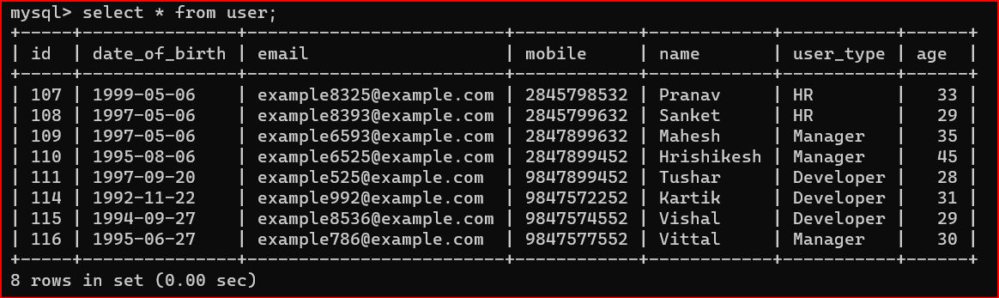 mysql> select * from user;
+-----+---------------+-------------------------+------------+------------+-----------+------+
| id  | date_of_birth | email                   | mobile     | name       | user_type | age  |
+-----+---------------+-------------------------+------------+------------+-----------+------+
| 107 | 1999-05-06    | example8325@example.com | 2845798532 | Pranav     | HR        |   33 |
| 108 | 1997-05-06    | example8393@example.com | 2845799632 | Sanket     | HR        |   29 |
| 109 | 1997-05-06    | example6593@example.com | 2847899632 | Mahesh     | Manager   |   35 |
| 110 | 1995-08-06    | example6525@example.com | 2847899452 | Hrishikesh | Manager   |   45 |
| 111 | 1997-09-20    | example525@example.com  | 9847899452 | Tushar     | Developer |   28 |
| 114 | 1992-11-22    | example992@example.com  | 9847572252 | Kartik     | Developer |   31 |
| 115 | 1994-09-27    | example8536@example.com | 9847574552 | Vishal     | Developer |   29 |
| 116 | 1995-06-27    | example786@example.com  | 9847577552 | Vittal     | Manager   |   30 |
+-----+---------------+-------------------------+------------+------------+-----------+------+
8 rows in set (0.00 sec)